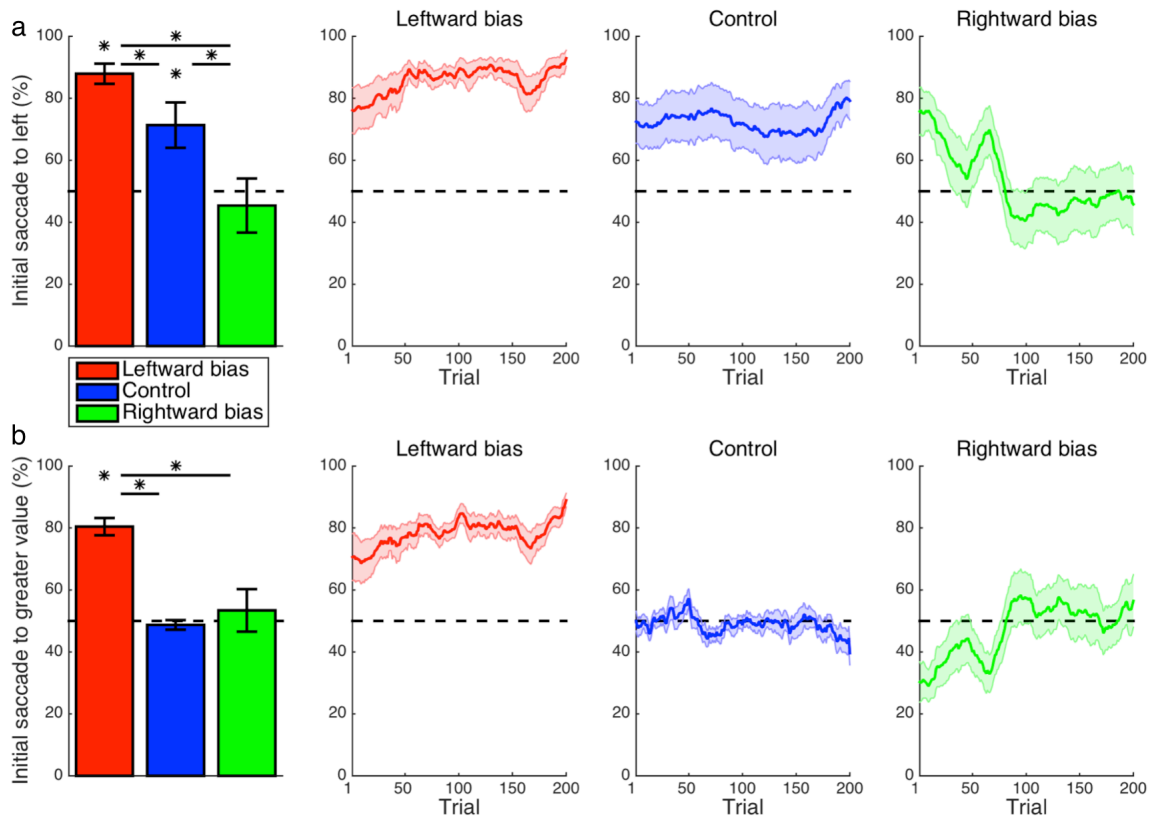 a
Leftward bias
Control
Rightward bias
Initial saccade to left (%)
100
80
60
40
20
0
* * * * *
100
80
60
40
20
0
1 50 100 150 200
Trial
100
80
60
40
20
0
1 50 100 150 200
Trial
100
80
60
40
20
0
1 50 100 150 200
Trial
Leftward bias
Control
Rightward bias
b
Leftward bias
Control
Rightward bias
Initial saccade to greater value (%)
100
80
60
40
20
0
* * *
100
80
60
40
20
0
1 50 100 150 200
Trial
100
80
60
40
20
0
1 50 100 150 200
Trial
100
80
60
40
20
0
1 50 100 150 200
Trial